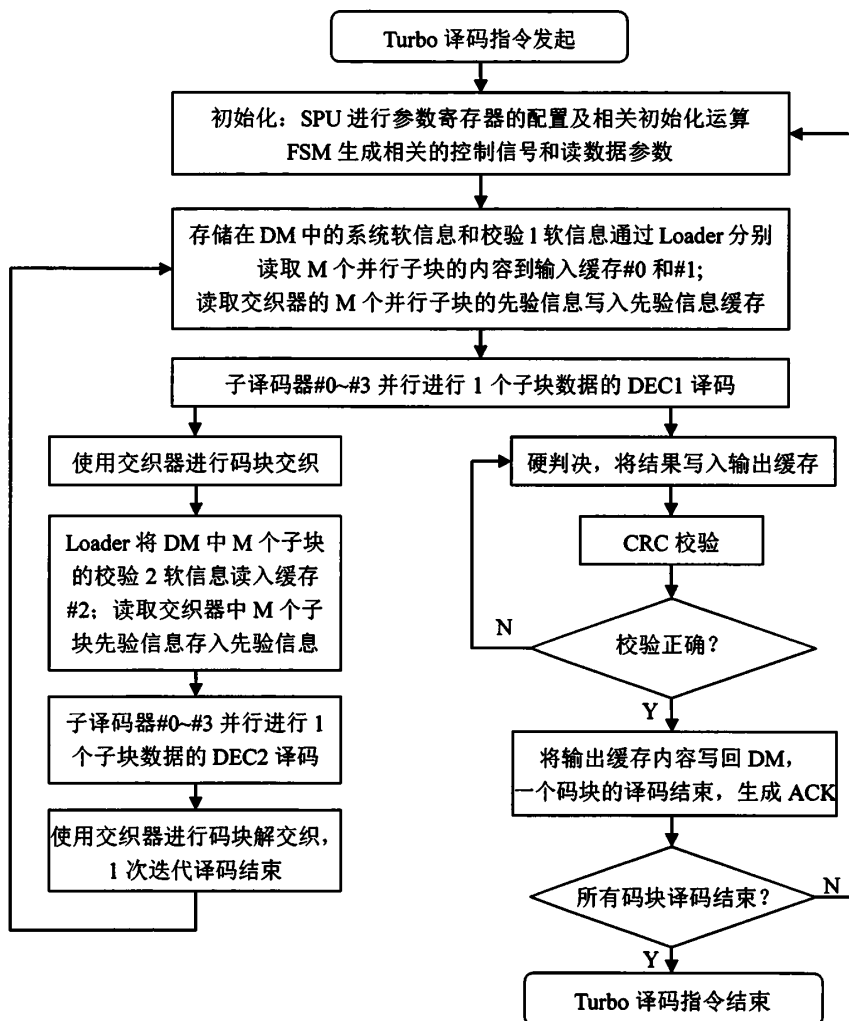 Turbo 译码指令发起
初始化：SPU 进行参数寄存器的配置及相关初始化运算
FSM 生成相关的控制信号和读数据参数
存储在 DM 中的系统软信息和校验 1 软信息通过 Loader 分别
读取 M 个并行子块的内容到输入缓存#0 和#1;
读取交织器的 M 个并行子块的先验信息写入先验信息缓存
子译码器#0~#3 并行进行 1 个子块数据的 DEC1 译码
使用交织器进行码块交织
Loader 将 DM 中 M 个子块
的校验 2 软信息读入缓存
#2；读取交织器中 M 个子
块先验信息存入先验信息
子译码器#0~#3 并行进行 1
个子块数据的 DEC2 译码
使用交织器进行码块解交织，
1 次迭代译码结束
硬判决，将结果写入输出缓存
CRC 校验
N
校验正确？
Y
将输出缓存内容写回 DM，
一个码块的译码结束，生成 ACK
所有码块译码结束？
N
Y
Turbo 译码指令结束